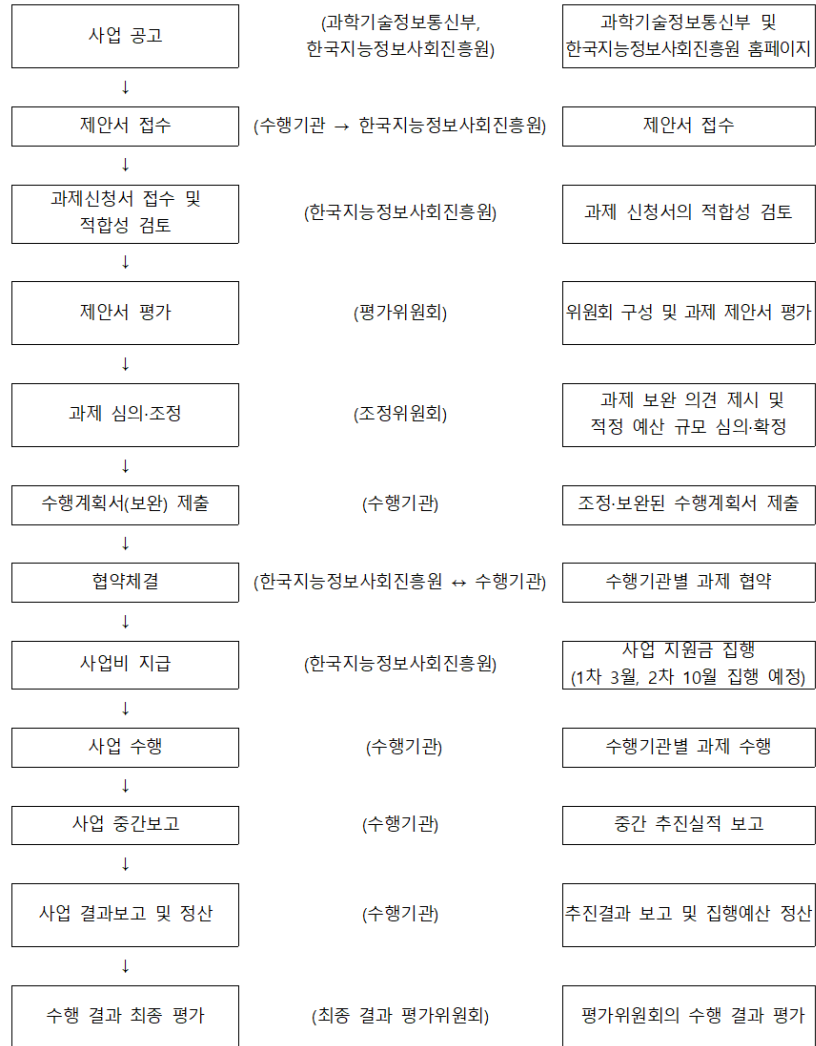 사업 공고
(과학기술정보통신부,
한국지능정보사회진흥원)
과학기술정보통신부 및
한국지능정보사회진흥원 홈페이지
↓
제안서 접수
(수행기관 → 한국지능정보사회진흥원)
제안서 접수
↓
과제신청서 접수 및
적합성 검토
(한국지능정보사회진흥원)
과제 신청서의 적합성 검토
↓
제안서 평가
(평가위원회)
위원회 구성 및 과제 제안서 평가
↓
과제 심의·조정
(조정위원회)
과제 보완 의견 제시 및
적정 예산 규모 심의·확정
↓
수행계획서(보완) 제출
(수행기관)
조정·보완된 수행계획서 제출
↓
협약체결
(한국지능정보사회진흥원 ↔ 수행기관)
수행기관별 과제 협약
↓
사업비 지급
(한국지능정보사회진흥원)
사업 지원금 집행
(1차 3월, 2차 10월 집행 예정)
↓
사업 수행
(수행기관)
수행기관별 과제 수행
↓
사업 중간보고
(수행기관)
중간 추진실적 보고
↓
사업 결과보고 및 정산
(수행기관)
추진결과 보고 및 집행예산 정산
↓
수행 결과 최종 평가
(최종 결과 평가위원회)
평가위원회의 수행 결과 평가